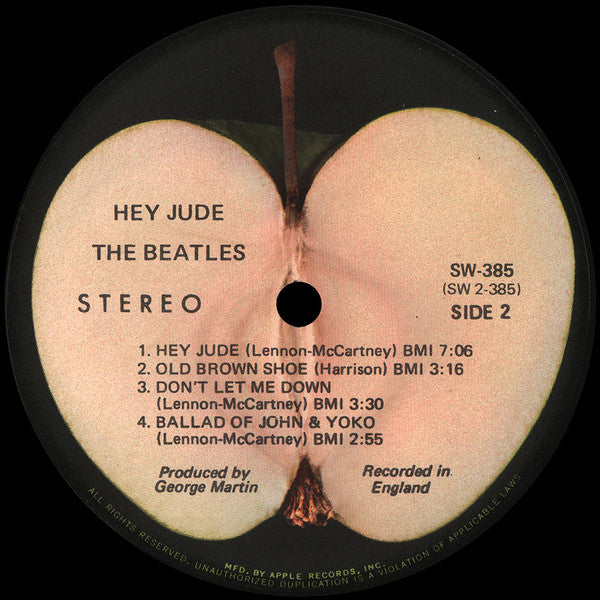 HEY JUDE
THE BEATLES
STEREO
SW-385
(SW 2-385)
SIDE 2
1. HEY JUDE (Lennon-McCartney) BMI 7:06
2. OLD BROWN SHOE (Harrison) BMI 3:16
3. DON'T LET ME DOWN
(Lennon-McCartney) BMI 3:30
4. BALLAD OF JOHN & YOKO
(Lennon-McCartney) BMI 2:55
Produced by
George Martin
Recorded in
England
MFD. BY APPLE RECORDS, INC.
ALL RIGHTS RESERVED. UNAUTHORIZED DUPLICATION IS A VIOLATION OF APPLICABLE LAWS